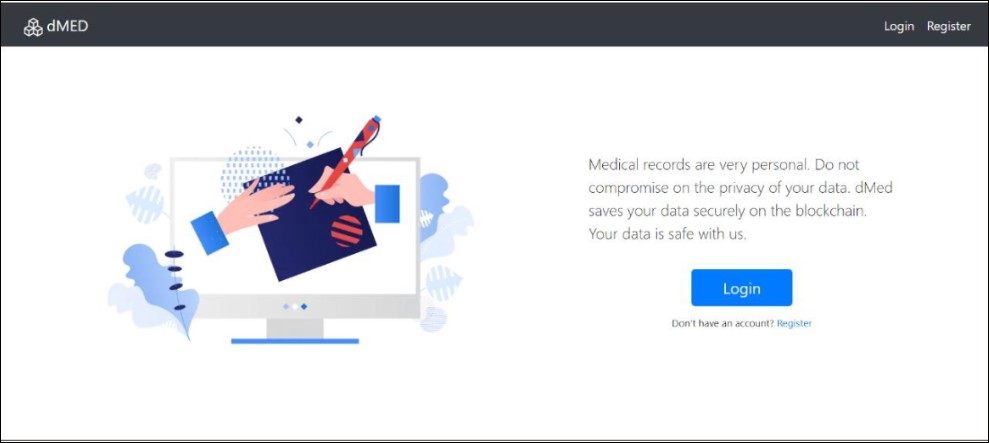 dMED
Login
Register
Medical records are very personal. Do not
compromise on the privacy of your data. dMed
saves your data securely on the blockchain.
Your data is safe with us.
Login
Don't have an account? Register